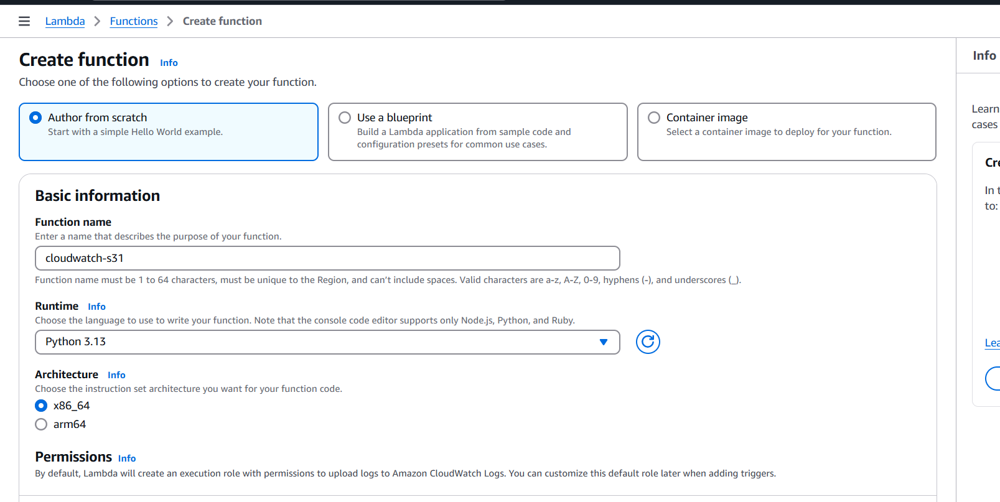 Lambda > Functions > Create function
Create function Info
Choose one of the following options to create your function.
Author from scratch
Start with a simple Hello World example.
Use a blueprint
Build a Lambda application from sample code and
configuration presets for common use cases.
Container image
Select a container image to deploy for your function.
Basic information
Function name
Enter a name that describes the purpose of your function.
cloudwatch-s31
Function name must be 1 to 64 characters, must be unique to the Region, and can’t include spaces. Valid characters are a-z, A-Z, 0-9, hyphens (-), and underscores (_).
Runtime Info
Choose the language to use to write your function. Note that the console code editor supports only Node.js, Python, and Ruby.
Python 3.13
Architecture Info
Choose the instruction set architecture you want for your function code.
x86_64
arm64
Permissions Info
By default, Lambda will create an execution role with permissions to upload logs to Amazon CloudWatch Logs. You can customize this default role later when adding triggers.
Info
Learn
cases
In
to: